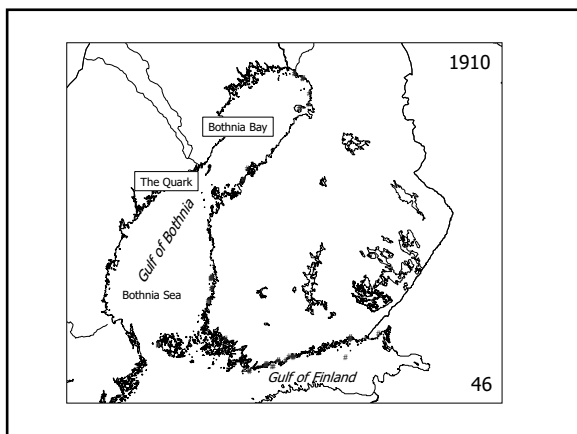 1910
Bothnia Bay
The Quark
Gulf of Bothnia
Bothnia Sea
Gulf of Finland
46